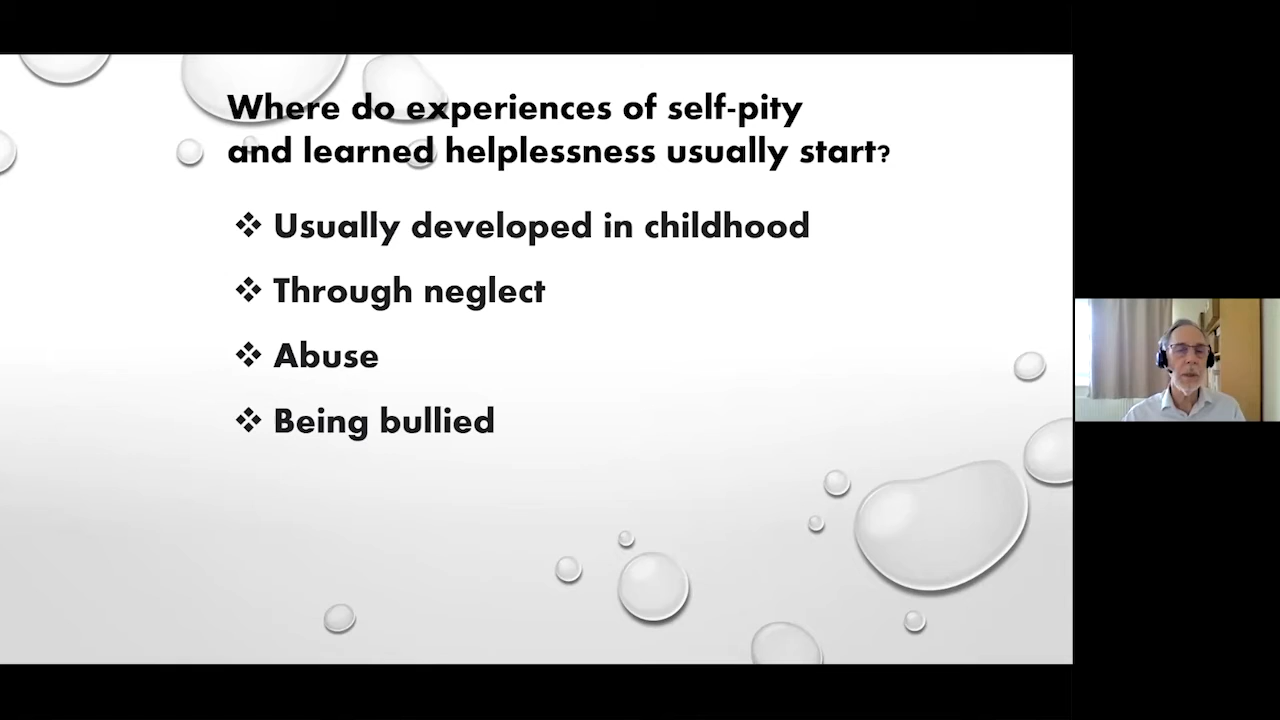 Where do experiences of self-pity
and learned helplessness usually start?
❖ Usually developed in childhood
❖ Through neglect
❖ Abuse
❖ Being bullied